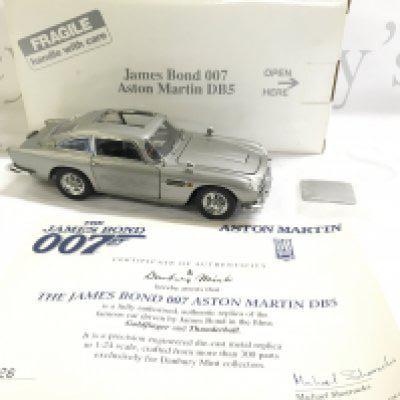 FRAGILE
handle with care
James Bond 007
Aston Martin DB5
OPEN
HERE
THE
JAMES BOND
007
ASTON MARTIN
CERTIFICATE OF AUTHENTICITY
Danbury Mint
hereby attests that
THE JAMES BOND 007 ASTON MARTIN DB5
is a fully authorized, authentic replica of the
famous car driven by James Bond in the films
Goldfinger and Thunderball.
It is a precision engineered die-cast metal replica
in 1:24 scale, crafted from more than 300 parts
exclusively for Danbury Mint collectors.
Michael
Michael